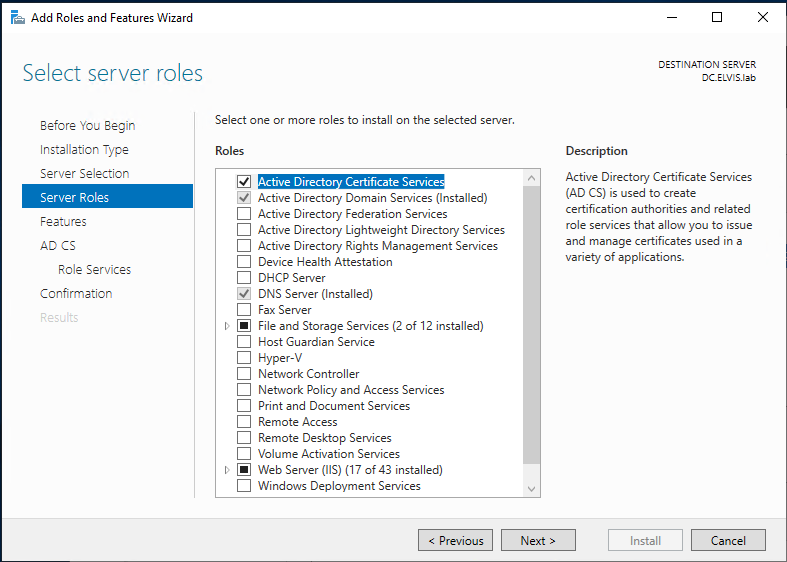 Add Roles and Features Wizard
Select server roles
DESTINATION SERVER
DC.ELVIS.lab
Before You Begin
Installation Type
Server Selection
Server Roles
Features
AD CS
Role Services
Confirmation
Results
Select one or more roles to install on the selected server.
Roles
Active Directory Certificate Services
Active Directory Domain Services (Installed)
Active Directory Federation Services
Active Directory Lightweight Directory Services
Active Directory Rights Management Services
Device Health Attestation
DHCP Server
DNS Server (Installed)
Fax Server
File and Storage Services (2 of 12 installed)
Host Guardian Service
Hyper-V
Network Controller
Network Policy and Access Services
Print and Document Services
Remote Access
Remote Desktop Services
Volume Activation Services
Web Server (IIS) (17 of 43 installed)
Windows Deployment Services
Description
Active Directory Certificate Services
(AD CS) is used to create
certification authorities and related
role services that allow you to issue
and manage certificates used in a
variety of applications.
< Previous
Next >
Install
Cancel